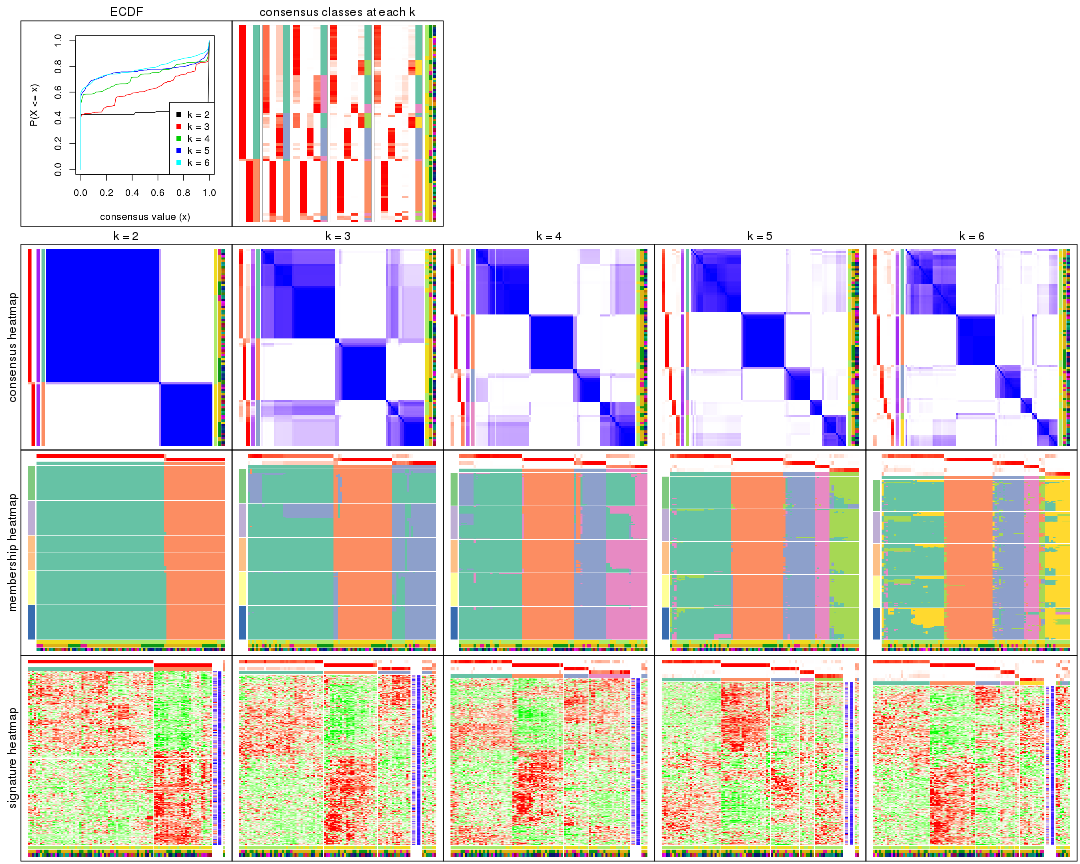 ECDF
consensus classes at each k
P(X <= x)
0.0 0.2 0.4 0.6 0.8 1.0
k = 2
k = 3
k = 4
k = 5
k = 6
0.0 0.2 0.4 0.6 0.8 1.0
consensus value (x)
k = 2 k = 3 k = 4 k = 5 k = 6
consensus heatmap
membership heatmap
signature heatmap